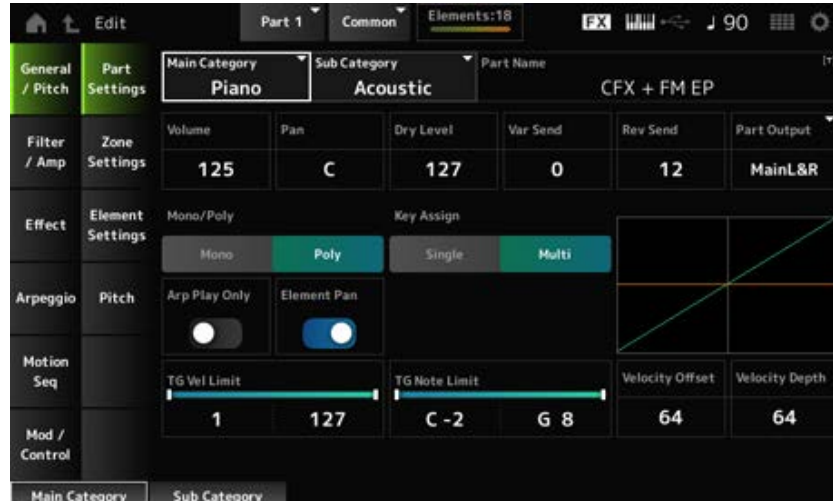 Edit
Part 1
Common
Elements:18
FX
♩ 90
General / Pitch
Part Settings
Main Category
Piano
Sub Category
Acoustic
Part Name
CFX + FM EP
Filter / Amp
Zone Settings
Volume
125
Pan
C
Dry Level
127
Var Send
0
Rev Send
12
Part Output
MainL&R
Effect
Element Settings
Mono/Poly
Mono
Poly
Key Assign
Single
Multi
Arpeggio
Pitch
Arp Play Only
Element Pan
Motion Seq
TG Vel Limit
1
127
TG Note Limit
C -2
G 8
Velocity Offset
64
Velocity Depth
64
Mod / Control
Main Category
Sub Category